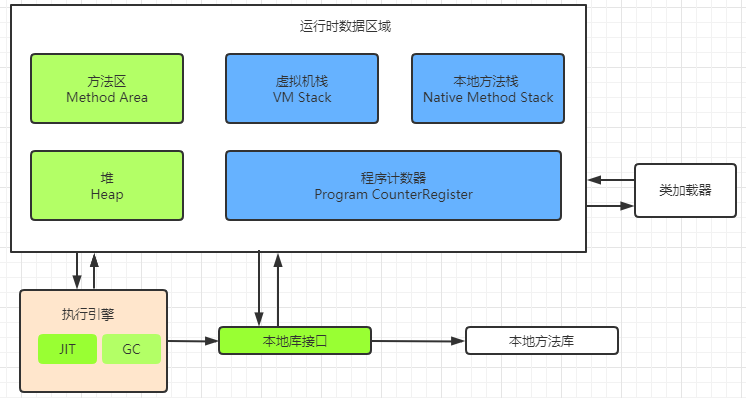 运行时数据区域
方法区
Method Area
虚拟机栈
VM Stack
本地方法栈
Native Method Stack
堆
Heap
程序计数器
Program CounterRegister
类加载器
执行引擎
JIT
GC
本地库接口
本地方法库